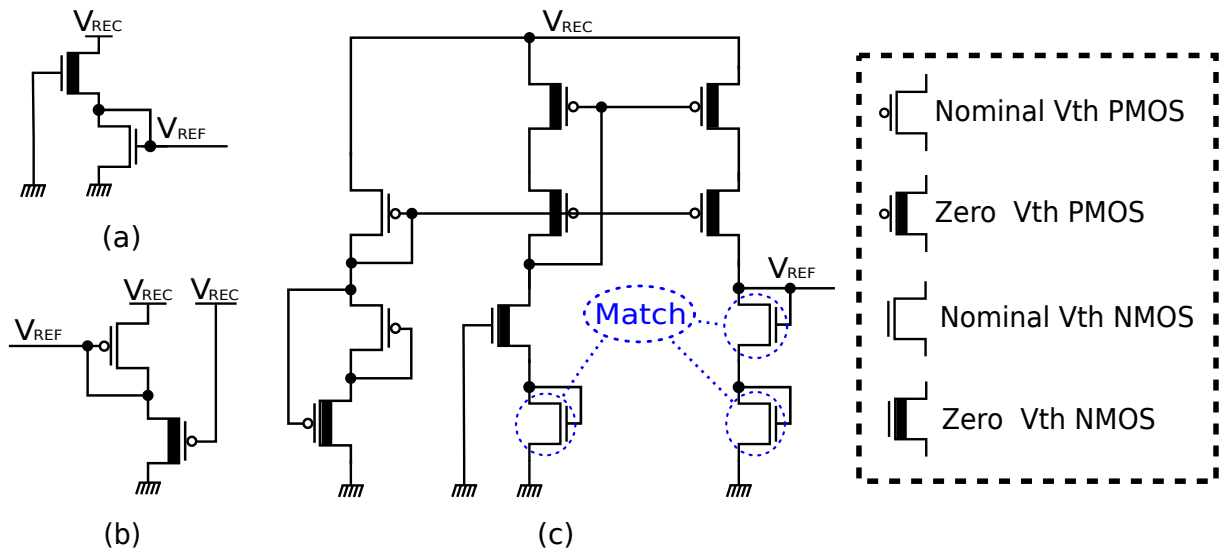 VREC
VREF
(a)
VREC
VREC
VREF
(b)
VREC
VREF
Match
(c)
Nominal Vth PMOS
Zero Vth PMOS
Nominal Vth NMOS
Zero Vth NMOS